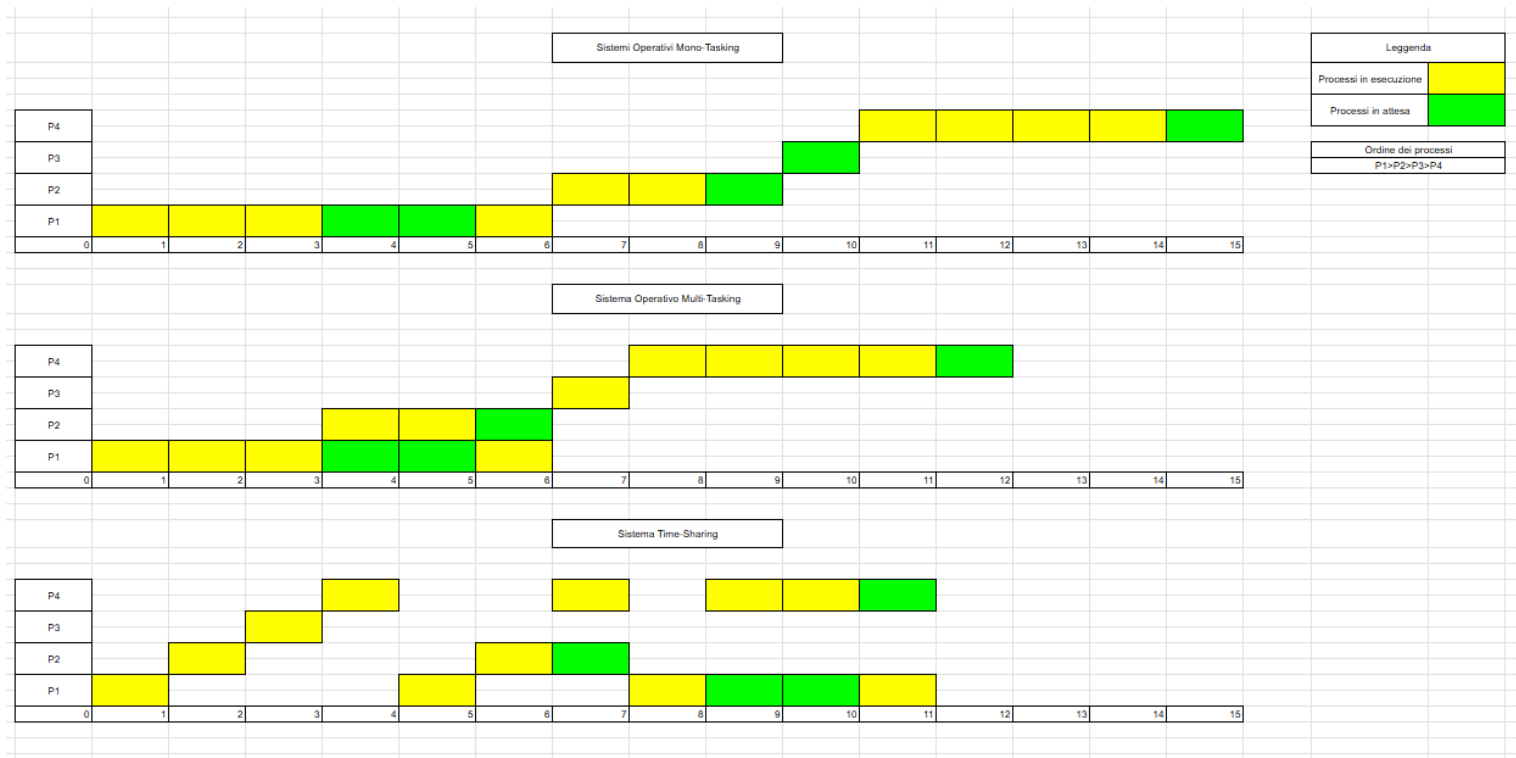 Sistemi Operativi Mono-Tasking
Leggenda
Processi in esecuzione
Processi in attesa
Ordine dei processi
P1>P2>P3>P4
P4
P3
P2
P1
0 1 2 3 4 5 6 7 8 9 10 11 12 13 14 15
Sistema Operativo Multi-Tasking
P4
P3
P2
P1
0 1 2 3 4 5 6 7 8 9 10 11 12 13 14 15
Sistema Time-Sharing
P4
P3
P2
P1
0 1 2 3 4 5 6 7 8 9 10 11 12 13 14 15